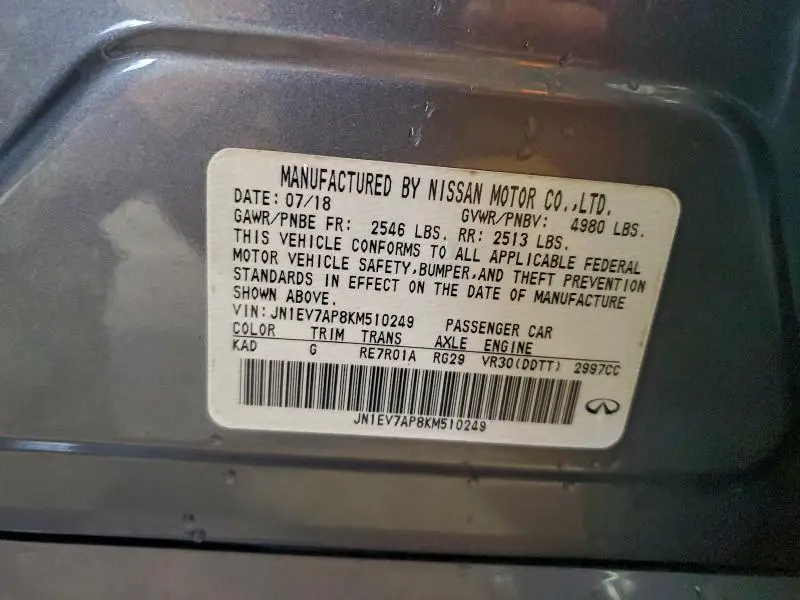 MANUFACTURED BY NISSAN MOTOR CO.,LTD.
DATE: 07/18 GVWR/PNBV: 4980 LBS.
GAWR/PNBE FR: 2546 LBS. RR: 2513 LBS.
THIS VEHICLE CONFORMS TO ALL APPLICABLE FEDERAL
MOTOR VEHICLE SAFETY,BUMPER,AND THEFT PREVENTION
STANDARDS IN EFFECT ON THE DATE OF MANUFACTURE
SHOWN ABOVE.
VIN:JN1EV7AP8KM510249 PASSENGER CAR
COLOR TRIM TRANS AXLE ENGINE
KAD G RE7R01A RG29 VR30(DDTT) 2997CC
JN1EV7AP8KM510249